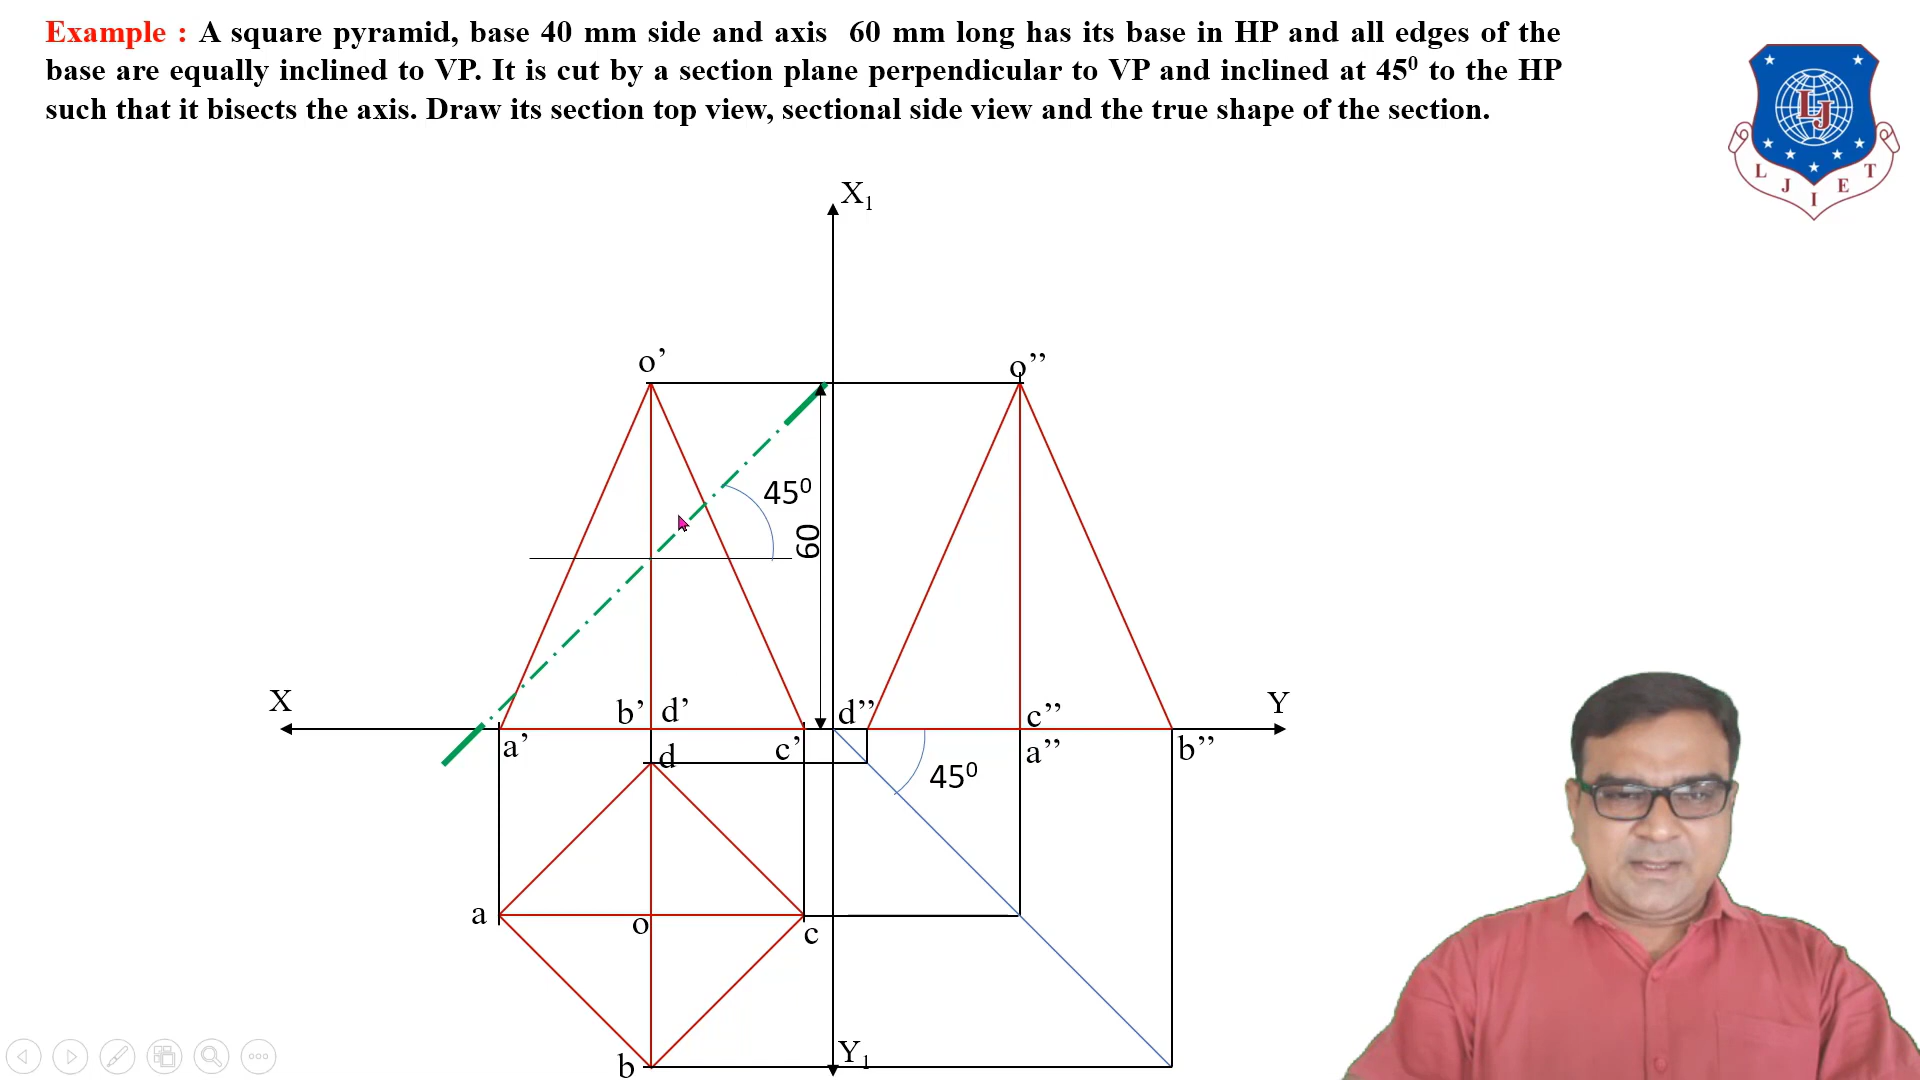 Example : A square pyramid, base 40 mm side and axis 60 mm long has its base in HP and all edges of the
base are equally inclined to VP. It is cut by a section plane perpendicular to VP and inclined at 45⁰ to the HP
such that it bisects the axis. Draw its section top view, sectional side view and the true shape of the section.
LJ
L J I E T
X₁
o’ o’’
45⁰
60
X b’ d’ d’’ c’’ Y
a’ d c’ a’’ b’’
45⁰
a o c
b Y₁